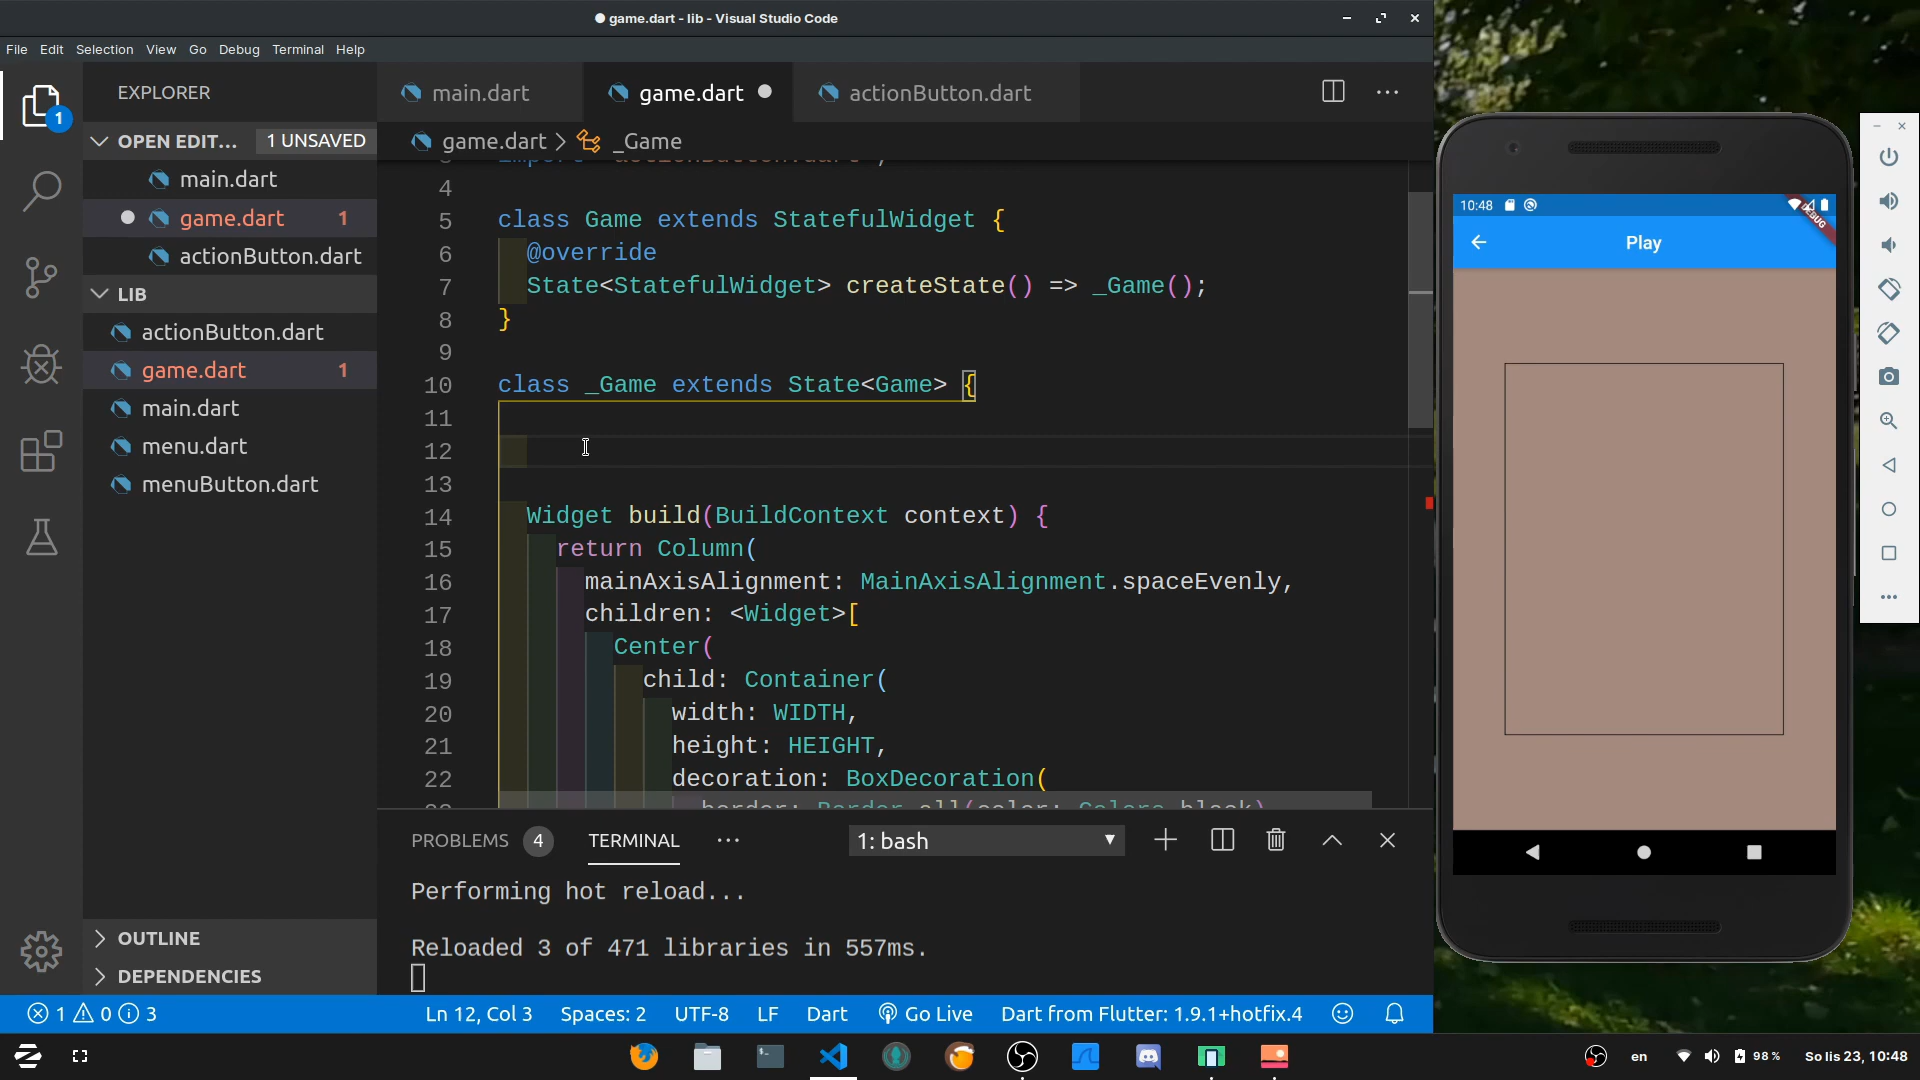 game.dart - lib - Visual Studio Code
File Edit Selection View Go Debug Terminal Help
EXPLORER
main.dart
game.dart
actionButton.dart
OPEN EDIT... 1 UNSAVED
game.dart > _Game
main.dart
game.dart 1
actionButton.dart
LIB
actionButton.dart
game.dart 1
main.dart
menu.dart
menuButton.dart
OUTLINE
DEPENDENCIES
1
4
5 class Game extends StatefulWidget {
6 @override
7 State<StatefulWidget> createState() => _Game();
8 }
9
10 class _Game extends State<Game> {
11
12
13
14 Widget build(BuildContext context) {
15 return Column(
16 mainAxisAlignment: MainAxisAlignment.spaceEvenly,
17 children: <Widget>[
18 Center(
19 child: Container(
20 width: WIDTH,
21 height: HEIGHT,
22 decoration: BoxDecoration(
PROBLEMS 4 TERMINAL ... 1: bash
Performing hot reload...
Reloaded 3 of 471 libraries in 557ms.
1 0 3 Ln 12, Col 3 Spaces: 2 UTF-8 LF Dart Go Live Dart from Flutter: 1.9.1+hotfix.4
10:48
DEBUG
Play
en 98 % So lis 23, 10:48